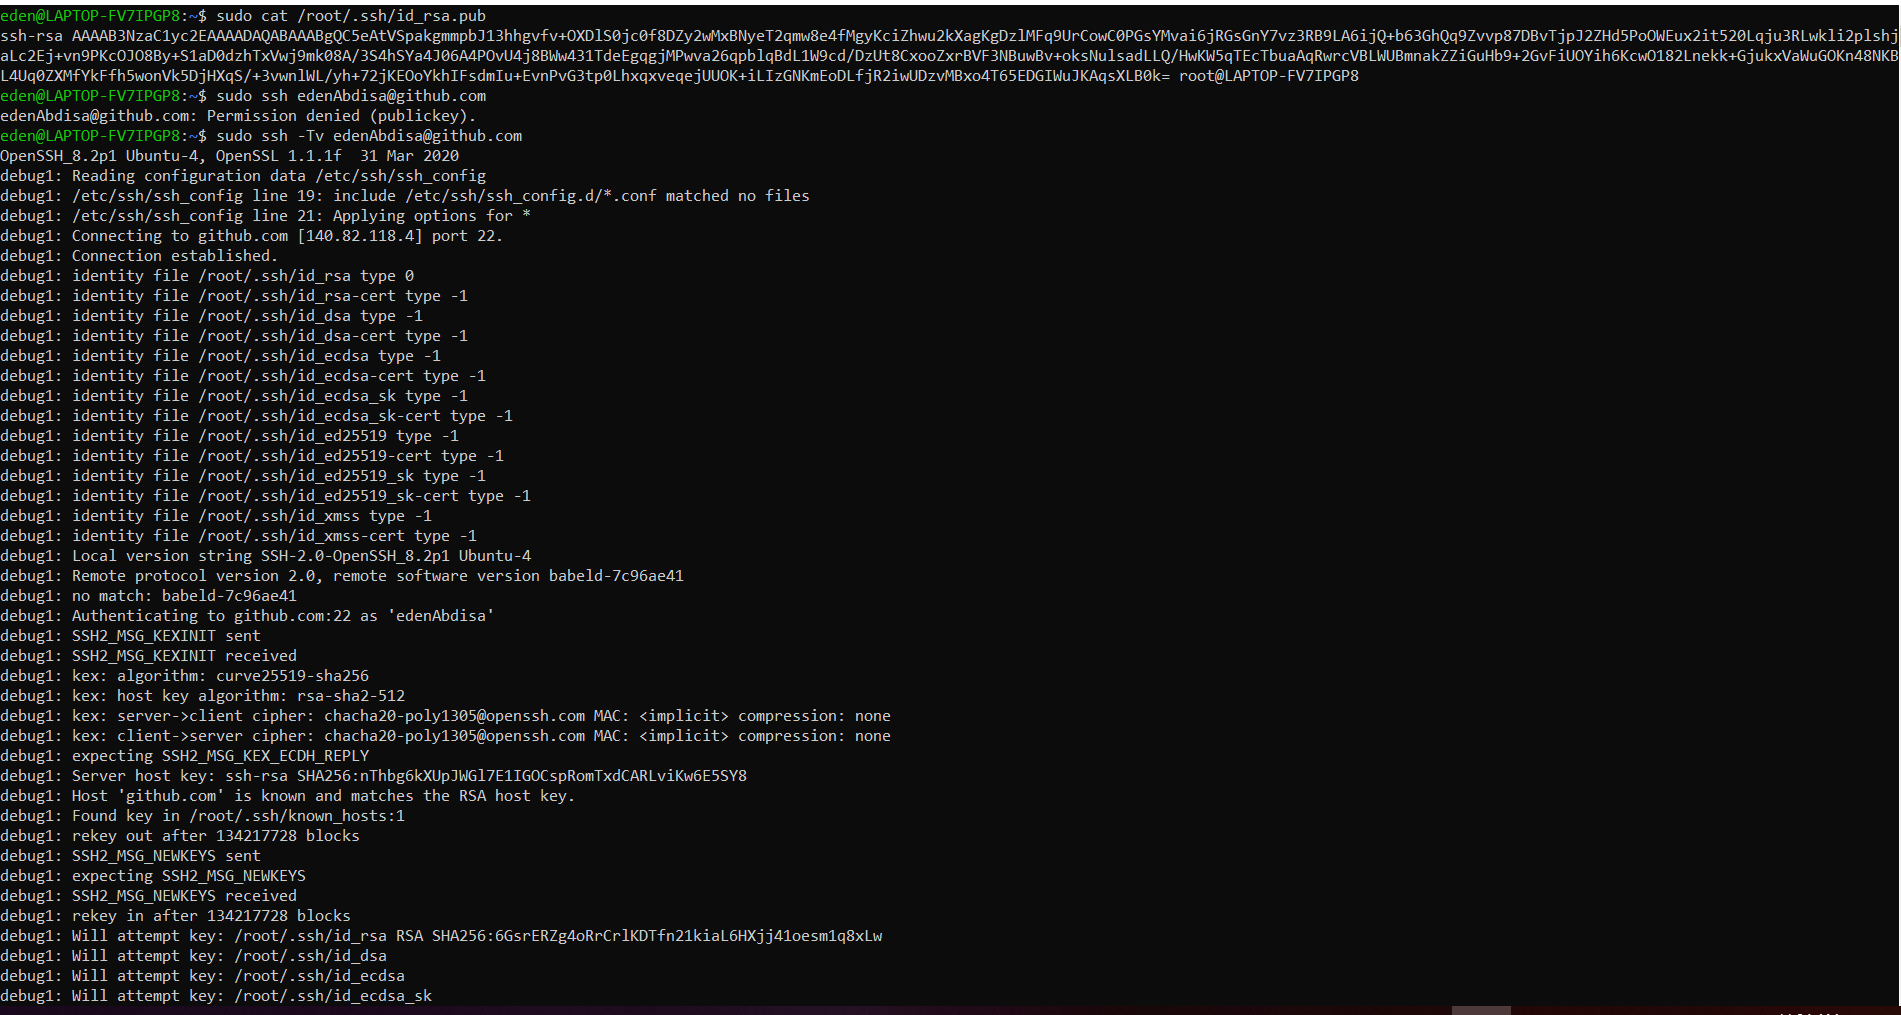 eden@LAPTOP-FV7IPGP8:~$ sudo cat /root/.ssh/id_rsa.pub
ssh-rsa AAAAB3NzaC1yc2EAAAADAQABAAABgQC5eAtVSpakgmmpbJ13hhgvfv+OXDlS0jc0f8DZy2wMxBNyeT2qmw8e4fMgyKciZhwu2kXagKgDzlMFq9UrCowC0PGsYMvai6jRGsGnY7vz3RB9LA6ijQ+b63GhQq9Zvvp87DBvTjpJ2ZHd5PoOWEux2it520Lqju3RLwkli2plshj
aLc2Ej+vn9PKcOJO8By+S1aD0dzhTxVwj9mk08A/3S4hSYa4J06A4POvU4j8BWw431TdeEgqgjMPwva26qpblqBdL1W9cd/DzUt8CxooZxrBVF3NBuwBv+oksNulsadLLQ/HwKW5qTEcTbuaAqRwrcVBLWUBmnakZZiGuHb9+2GvFiUOYih6KcwO182Lnekk+GjukxVaWuGOKn48NKB
L4Uq0ZXMfYkFfh5wonVk5DjHXqS/+3vwnlWL/yh+72jKEOoYkhIFsdmIu+EvnPvG3tp0LhxqxveqejUUOK+iLIzGNKmEoDLfjR2iwUDzvMBxo4T65EDGIWuJKAqsXLB0k= root@LAPTOP-FV7IPGP8
eden@LAPTOP-FV7IPGP8:~$ sudo ssh edenAbdisa@github.com
edenAbdisa@github.com: Permission denied (publickey).
eden@LAPTOP-FV7IPGP8:~$ sudo ssh -Tv edenAbdisa@github.com
OpenSSH_8.2p1 Ubuntu-4, OpenSSL 1.1.1f  31 Mar 2020
debug1: Reading configuration data /etc/ssh/ssh_config
debug1: /etc/ssh/ssh_config line 19: include /etc/ssh/ssh_config.d/*.conf matched no files
debug1: /etc/ssh/ssh_config line 21: Applying options for *
debug1: Connecting to github.com [140.82.118.4] port 22.
debug1: Connection established.
debug1: identity file /root/.ssh/id_rsa type 0
debug1: identity file /root/.ssh/id_rsa-cert type -1
debug1: identity file /root/.ssh/id_dsa type -1
debug1: identity file /root/.ssh/id_dsa-cert type -1
debug1: identity file /root/.ssh/id_ecdsa type -1
debug1: identity file /root/.ssh/id_ecdsa-cert type -1
debug1: identity file /root/.ssh/id_ecdsa_sk type -1
debug1: identity file /root/.ssh/id_ecdsa_sk-cert type -1
debug1: identity file /root/.ssh/id_ed25519 type -1
debug1: identity file /root/.ssh/id_ed25519-cert type -1
debug1: identity file /root/.ssh/id_ed25519_sk type -1
debug1: identity file /root/.ssh/id_ed25519_sk-cert type -1
debug1: identity file /root/.ssh/id_xmss type -1
debug1: identity file /root/.ssh/id_xmss-cert type -1
debug1: Local version string SSH-2.0-OpenSSH_8.2p1 Ubuntu-4
debug1: Remote protocol version 2.0, remote software version babeld-7c96ae41
debug1: no match: babeld-7c96ae41
debug1: Authenticating to github.com:22 as 'edenAbdisa'
debug1: SSH2_MSG_KEXINIT sent
debug1: SSH2_MSG_KEXINIT received
debug1: kex: algorithm: curve25519-sha256
debug1: kex: host key algorithm: rsa-sha2-512
debug1: kex: server->client cipher: chacha20-poly1305@openssh.com MAC: <implicit> compression: none
debug1: kex: client->server cipher: chacha20-poly1305@openssh.com MAC: <implicit> compression: none
debug1: expecting SSH2_MSG_KEX_ECDH_REPLY
debug1: Server host key: ssh-rsa SHA256:nThbg6kXUpJWGl7E1IGOCspRomTxdCARLviKw6E5SY8
debug1: Host 'github.com' is known and matches the RSA host key.
debug1: Found key in /root/.ssh/known_hosts:1
debug1: rekey out after 134217728 blocks
debug1: SSH2_MSG_NEWKEYS sent
debug1: expecting SSH2_MSG_NEWKEYS
debug1: SSH2_MSG_NEWKEYS received
debug1: rekey in after 134217728 blocks
debug1: Will attempt key: /root/.ssh/id_rsa RSA SHA256:6GsrERZg4oRrCrlKDTfn21kiaL6HXjj41oesm1q8xLw
debug1: Will attempt key: /root/.ssh/id_dsa
debug1: Will attempt key: /root/.ssh/id_ecdsa
debug1: Will attempt key: /root/.ssh/id_ecdsa_sk